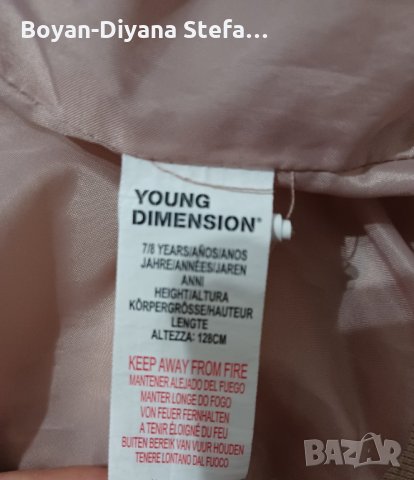 Boyan-Diyana Stefa...
YOUNG
DIMENSION®
7/8 YEARS/AÑOS/ANOS
JAHRE/ANNÉES/JAREN
ANNI
HEIGHT/ALTURA
KÖRPERGRÖSSE/HAUTEUR
LENGTE
ALTEZZA: 128CM
KEEP AWAY FROM FIRE
MANTENER ALEJADO DEL FUEGO
MANTER LONGE DO FOGO
VON FEUER FERNHALTEN
A TENIR ÉLOIGNÉ DU FEU
BUITEN BEREIK VAN VUUR HOUDEN
TENERE LONTANO DAL FUOCO
BAZAR